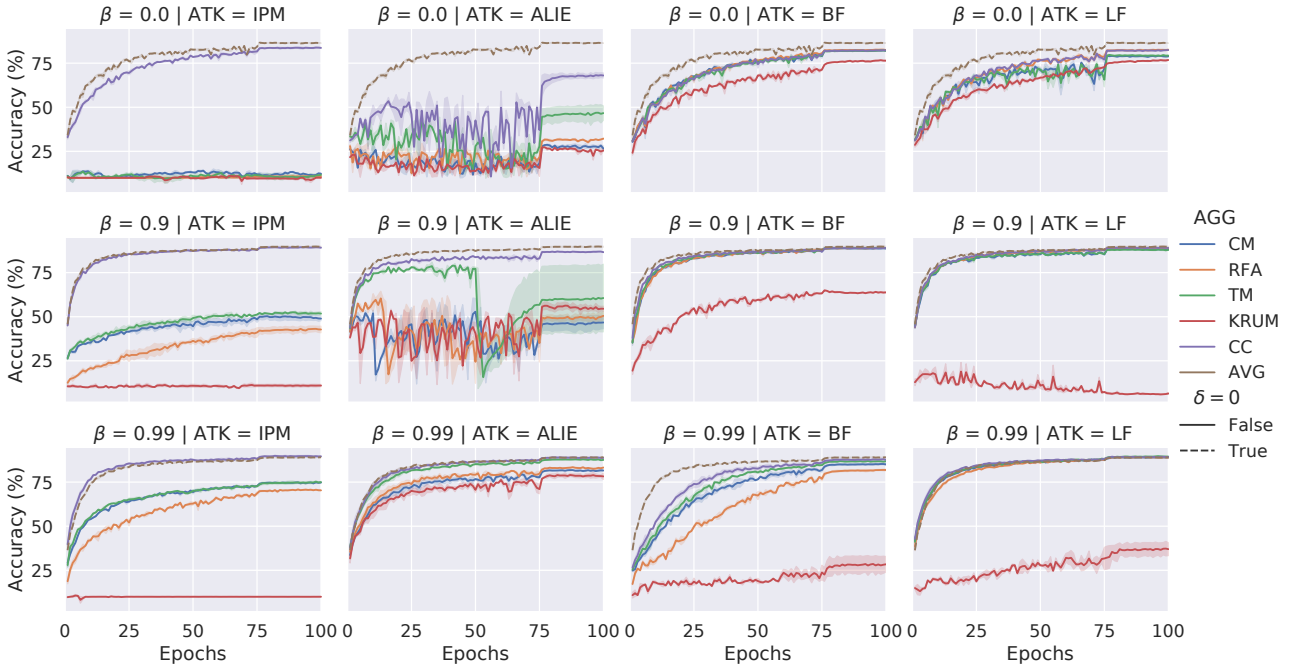 β = 0.0 | ATK = IPM
β = 0.0 | ATK = ALIE
β = 0.0 | ATK = BF
β = 0.0 | ATK = LF
Accuracy (%)
75
50
25
β = 0.9 | ATK = IPM
β = 0.9 | ATK = ALIE
β = 0.9 | ATK = BF
β = 0.9 | ATK = LF
Accuracy (%)
75
50
25
β = 0.99 | ATK = IPM
β = 0.99 | ATK = ALIE
β = 0.99 | ATK = BF
β = 0.99 | ATK = LF
Accuracy (%)
75
50
25
0 25 50 75 100
0 25 50 75 100
0 25 50 75 100
0 25 50 75 100
Epochs
Epochs
Epochs
Epochs
AGG
CM
RFA
TM
KRUM
CC
AVG
δ = 0
False
True